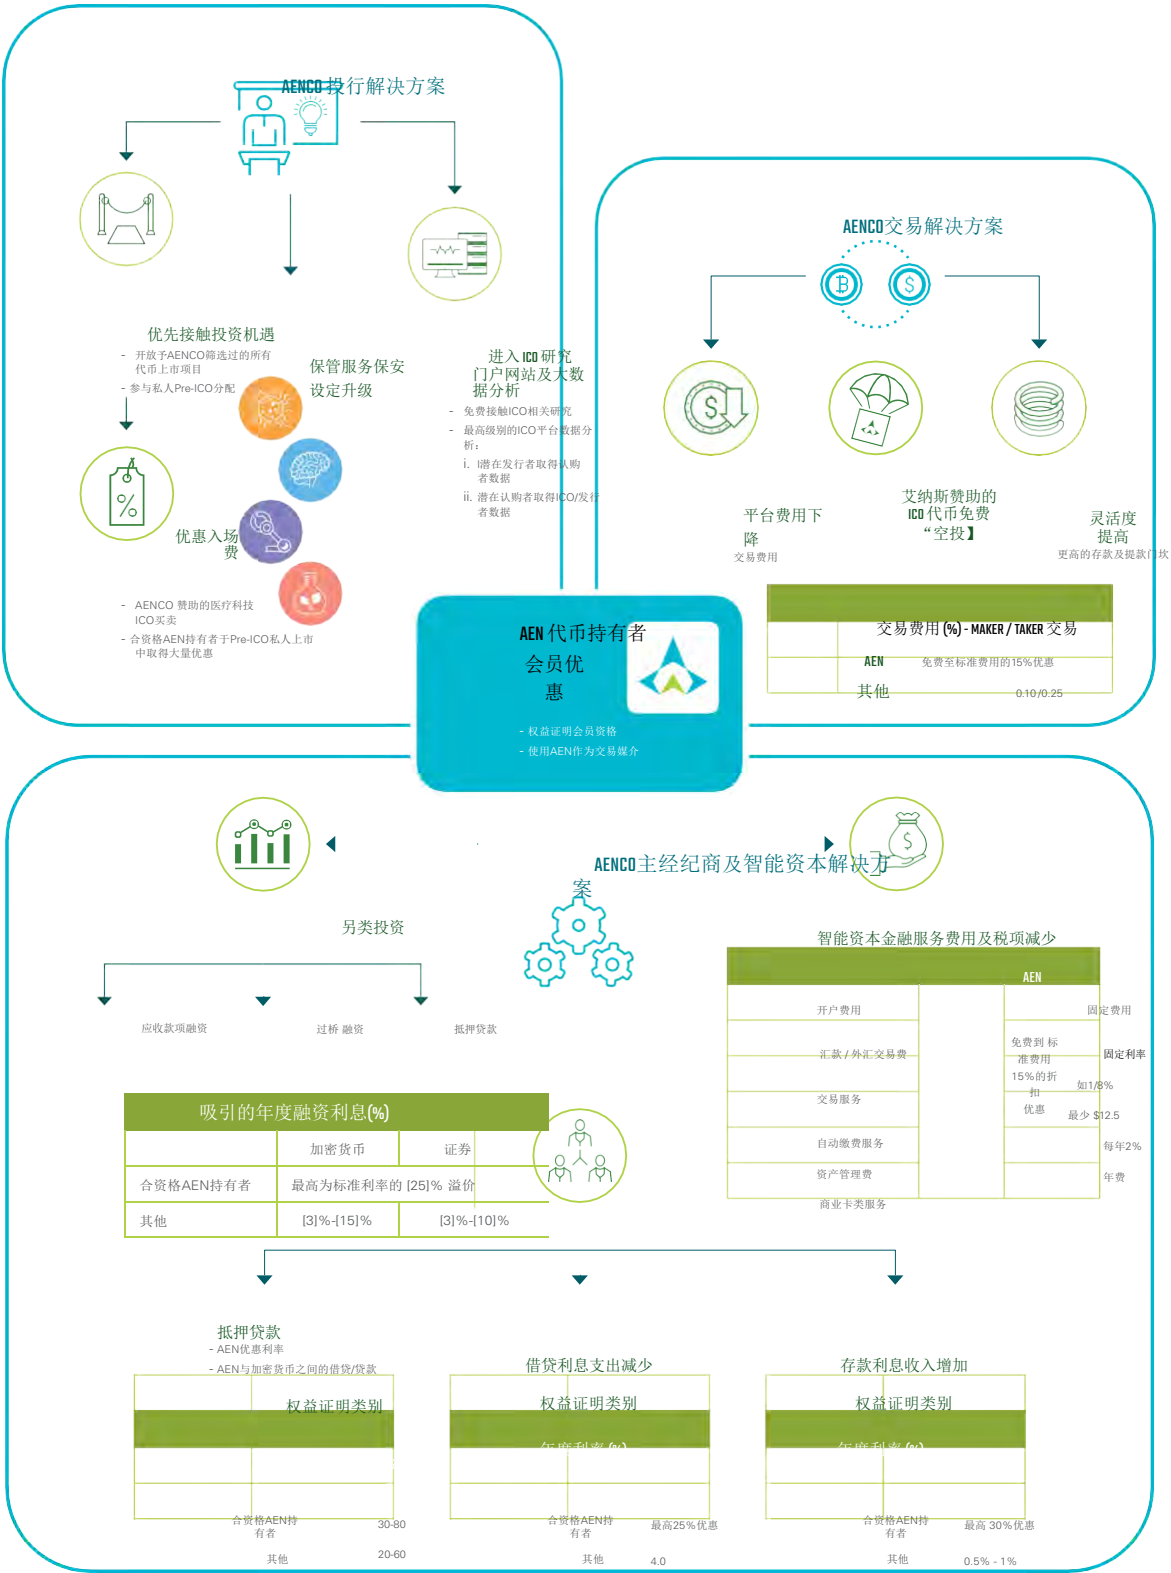 AENCO 投行解决方案
优先接触投资机遇
- 开放予AENCO筛选过的所有
代币上市项目
- 参与私人Pre-ICO分配
保管服务保安
设定升级
进入 ICO 研究
门户网站及大数
据分析
- 免费接触ICO相关研究
- 最高级别的ICO平台数据分
析：
i. I潜在发行者取得认购
者数据
ii. 潜在认购者取得ICO/发行
者数据
优惠入场
费
- AENCO 赞助的医疗科技
ICO买卖
- 合资格AEN持有者于Pre-ICO私人上市
中取得大量优惠
AENCO交易解决方案
平台费用下
降
交易费用
艾纳斯赞助的
ICO 代币免费
“空投】
灵活度
提高
更高的存款及提款门坎
交易费用 (%) - MAKER / TAKER 交易
AEN 免费至标准费用的15%优惠
其他 0.10 /0.25
AEN 代币持有者
会员优
惠
- 权益证明会员资格
- 使用AEN作为交易媒介
AENCO主经纪商及智能资本解决方
案
另类投资
应收款项融资 过桥 融资 抵押贷款
吸引的年度融资利息(%)
加密货币 证券
合资格AEN持有者 最高为标准利率的 [25]% 溢价
其他 [3]%-[15]% [3]%-[10]%
智能资本金融服务费用及税项减少
AEN
开户费用 固定费用
汇款 / 外汇交易费 固定利率
免费到 标
准费用
15%的折
扣
优惠
如1/8%
交易服务 最少 $12.5
自动缴费服务 每年2%
资产管理费 年费
商业卡类服务
抵押贷款
- AEN优惠利率
- AEN与加密货币之间的借贷/贷款
权益证明类别
合资格AEN持
有者
30-80
其他 20-60
借贷利息支出减少
权益证明类别
年度利率 (%)
合资格AEN持
有者
最高25%优惠
其他 4.0
存款利息收入增加
权益证明类别
年度利率 (%)
合资格AEN持
有者
最高 30%优惠
其他 0.5% - 1%